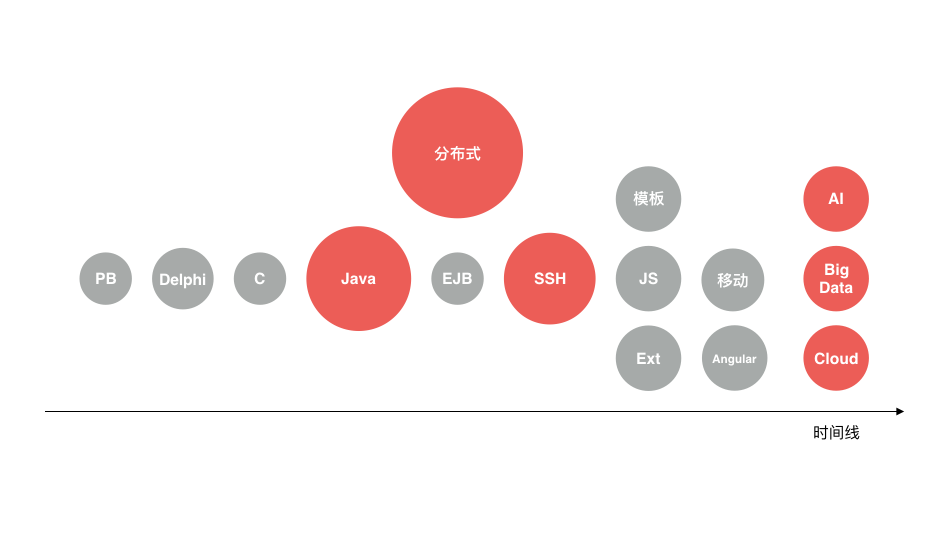 分布式
模板
AI
PB
Delphi
C
Java
EJB
SSH
JS
移动
Big
Data
Ext
Angular
Cloud
时间线